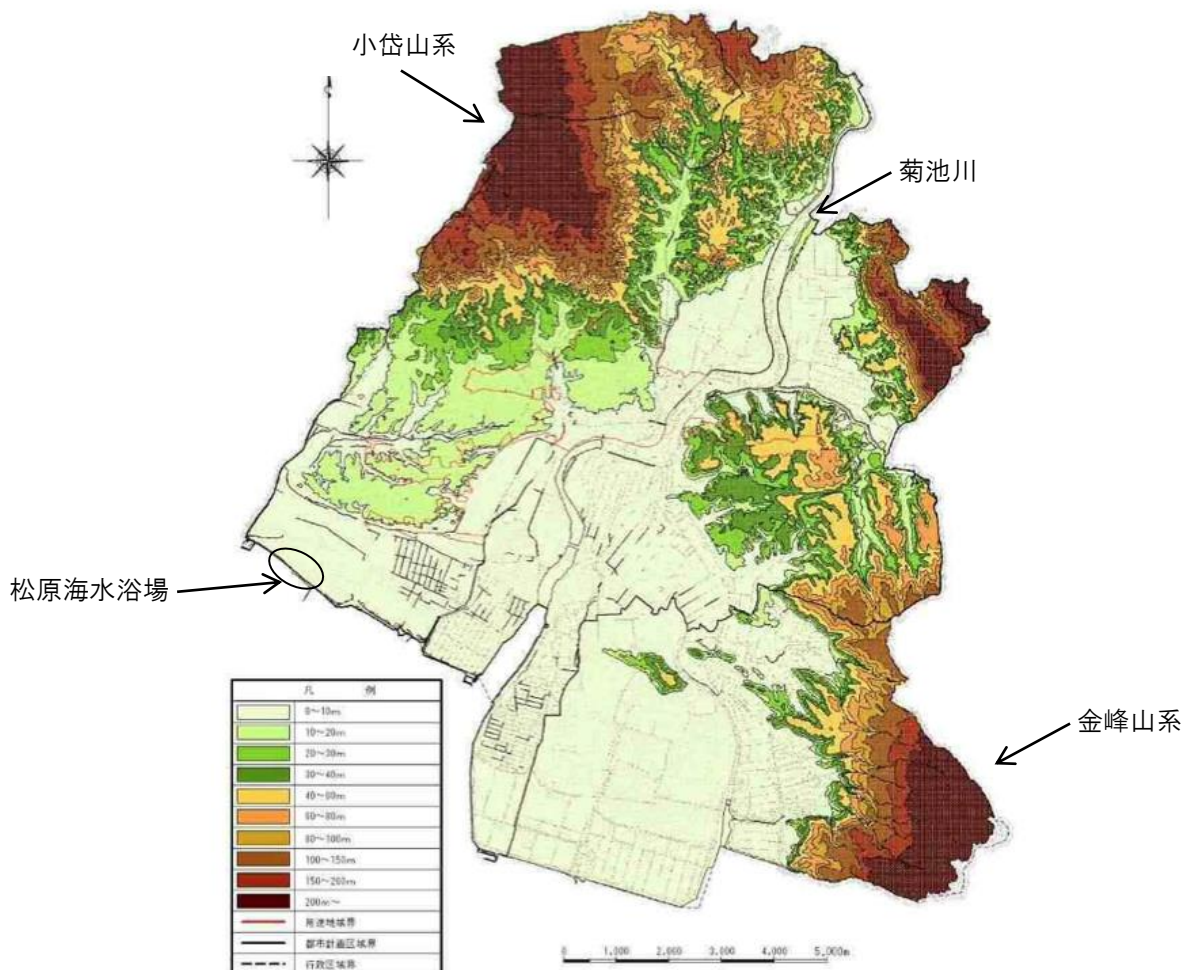 小岱山系
菊池川
松原海水浴場
金峰山系
凡　例
0～10m
10～20m
20～30m
30～40m
40～60m
60～80m
80～100m
100～150m
150～200m
200m～
用途地域界
都市計画区域界
行政区域界
0 1,000 2,000 3,000 4,000 5,000m